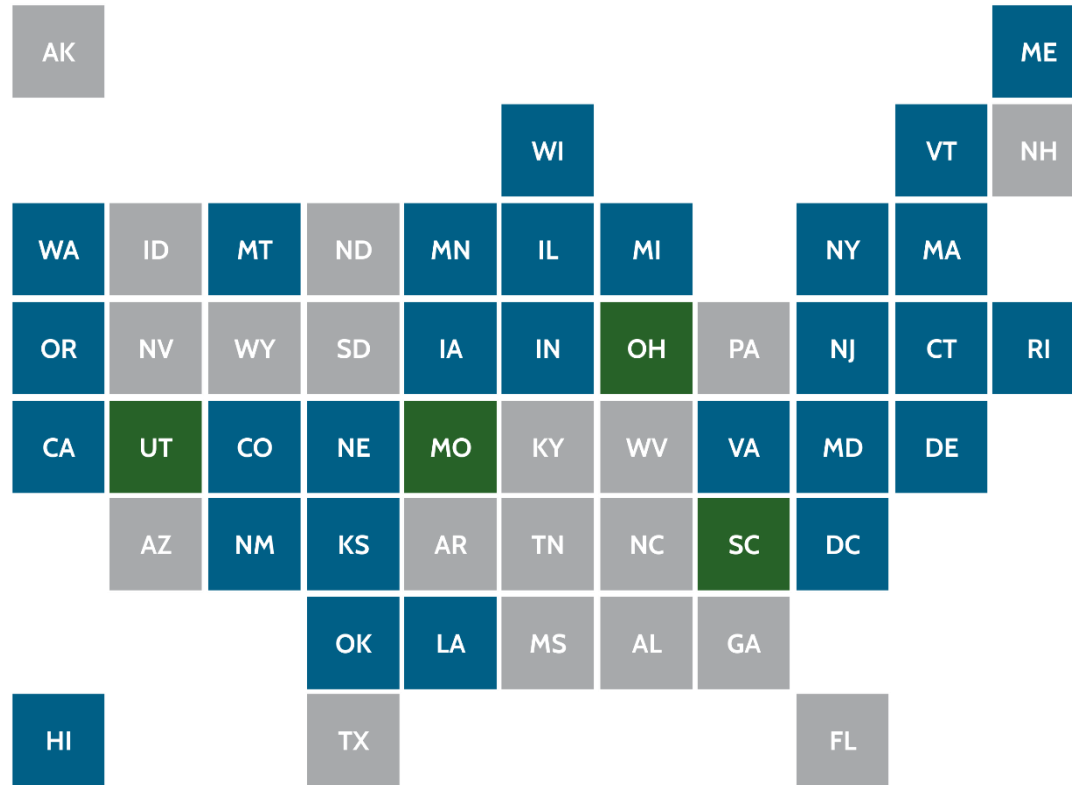 AK ME
WI VT NH
WA ID MT ND MN IL MI NY MA
OR NV WY SD IA IN OH PA NJ CT RI
CA UT CO NE MO KY WV VA MD DE
AZ NM KS AR TN NC SC DC
OK LA MS AL GA
HI TX FL